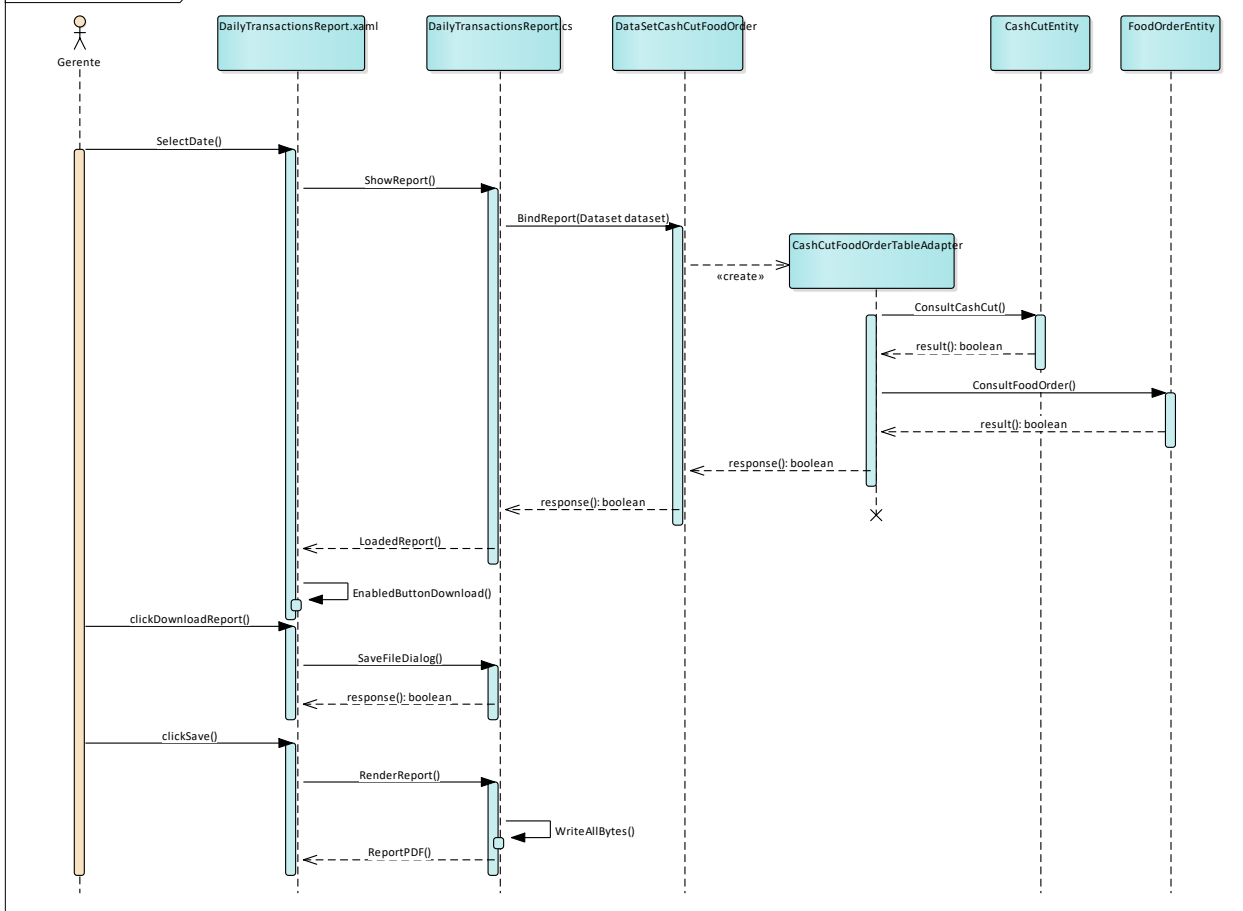 DailyTransactionsReport.xaml
DailyTransactionsReport.cs
DataSetCashCutFoodOrder
CashCutEntity
FoodOrderEntity
Gerente
SelectDate()
ShowReport()
BindReport(Dataset dataset)
CashCutFoodOrderTableAdapter
«create»
ConsultCashCut()
result(): boolean
ConsultFoodOrder()
result(): boolean
response(): boolean
response(): boolean
LoadedReport()
EnabledButtonDownload()
clickDownloadReport()
SaveFileDialog()
response(): boolean
clickSave()
RenderReport()
WriteAllBytes()
ReportPDF()